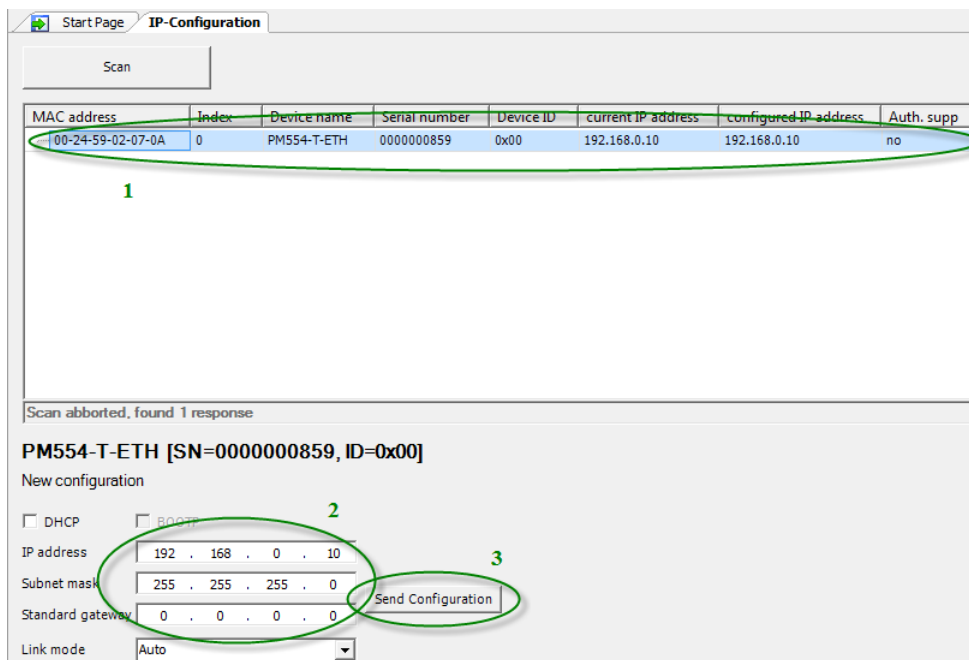 Start Page IP-Configuration
Scan
MAC address Index Device name Serial number Device ID current IP address configured IP address Auth. supp
00-24-59-02-07-0A 0 PM554-T-ETH 0000000859 0x00 192.168.0.10 192.168.0.10 no
1
Scan abborted, found 1 response
PM554-T-ETH [SN=0000000859, ID=0x00]
New configuration
2
DHCP BOOTP
IP address 192 . 168 . 0 . 10
3
Subnet mask 255 . 255 . 255 . 0
Send Configuration
Standard gateway 0 . 0 . 0 . 0
Link mode Auto